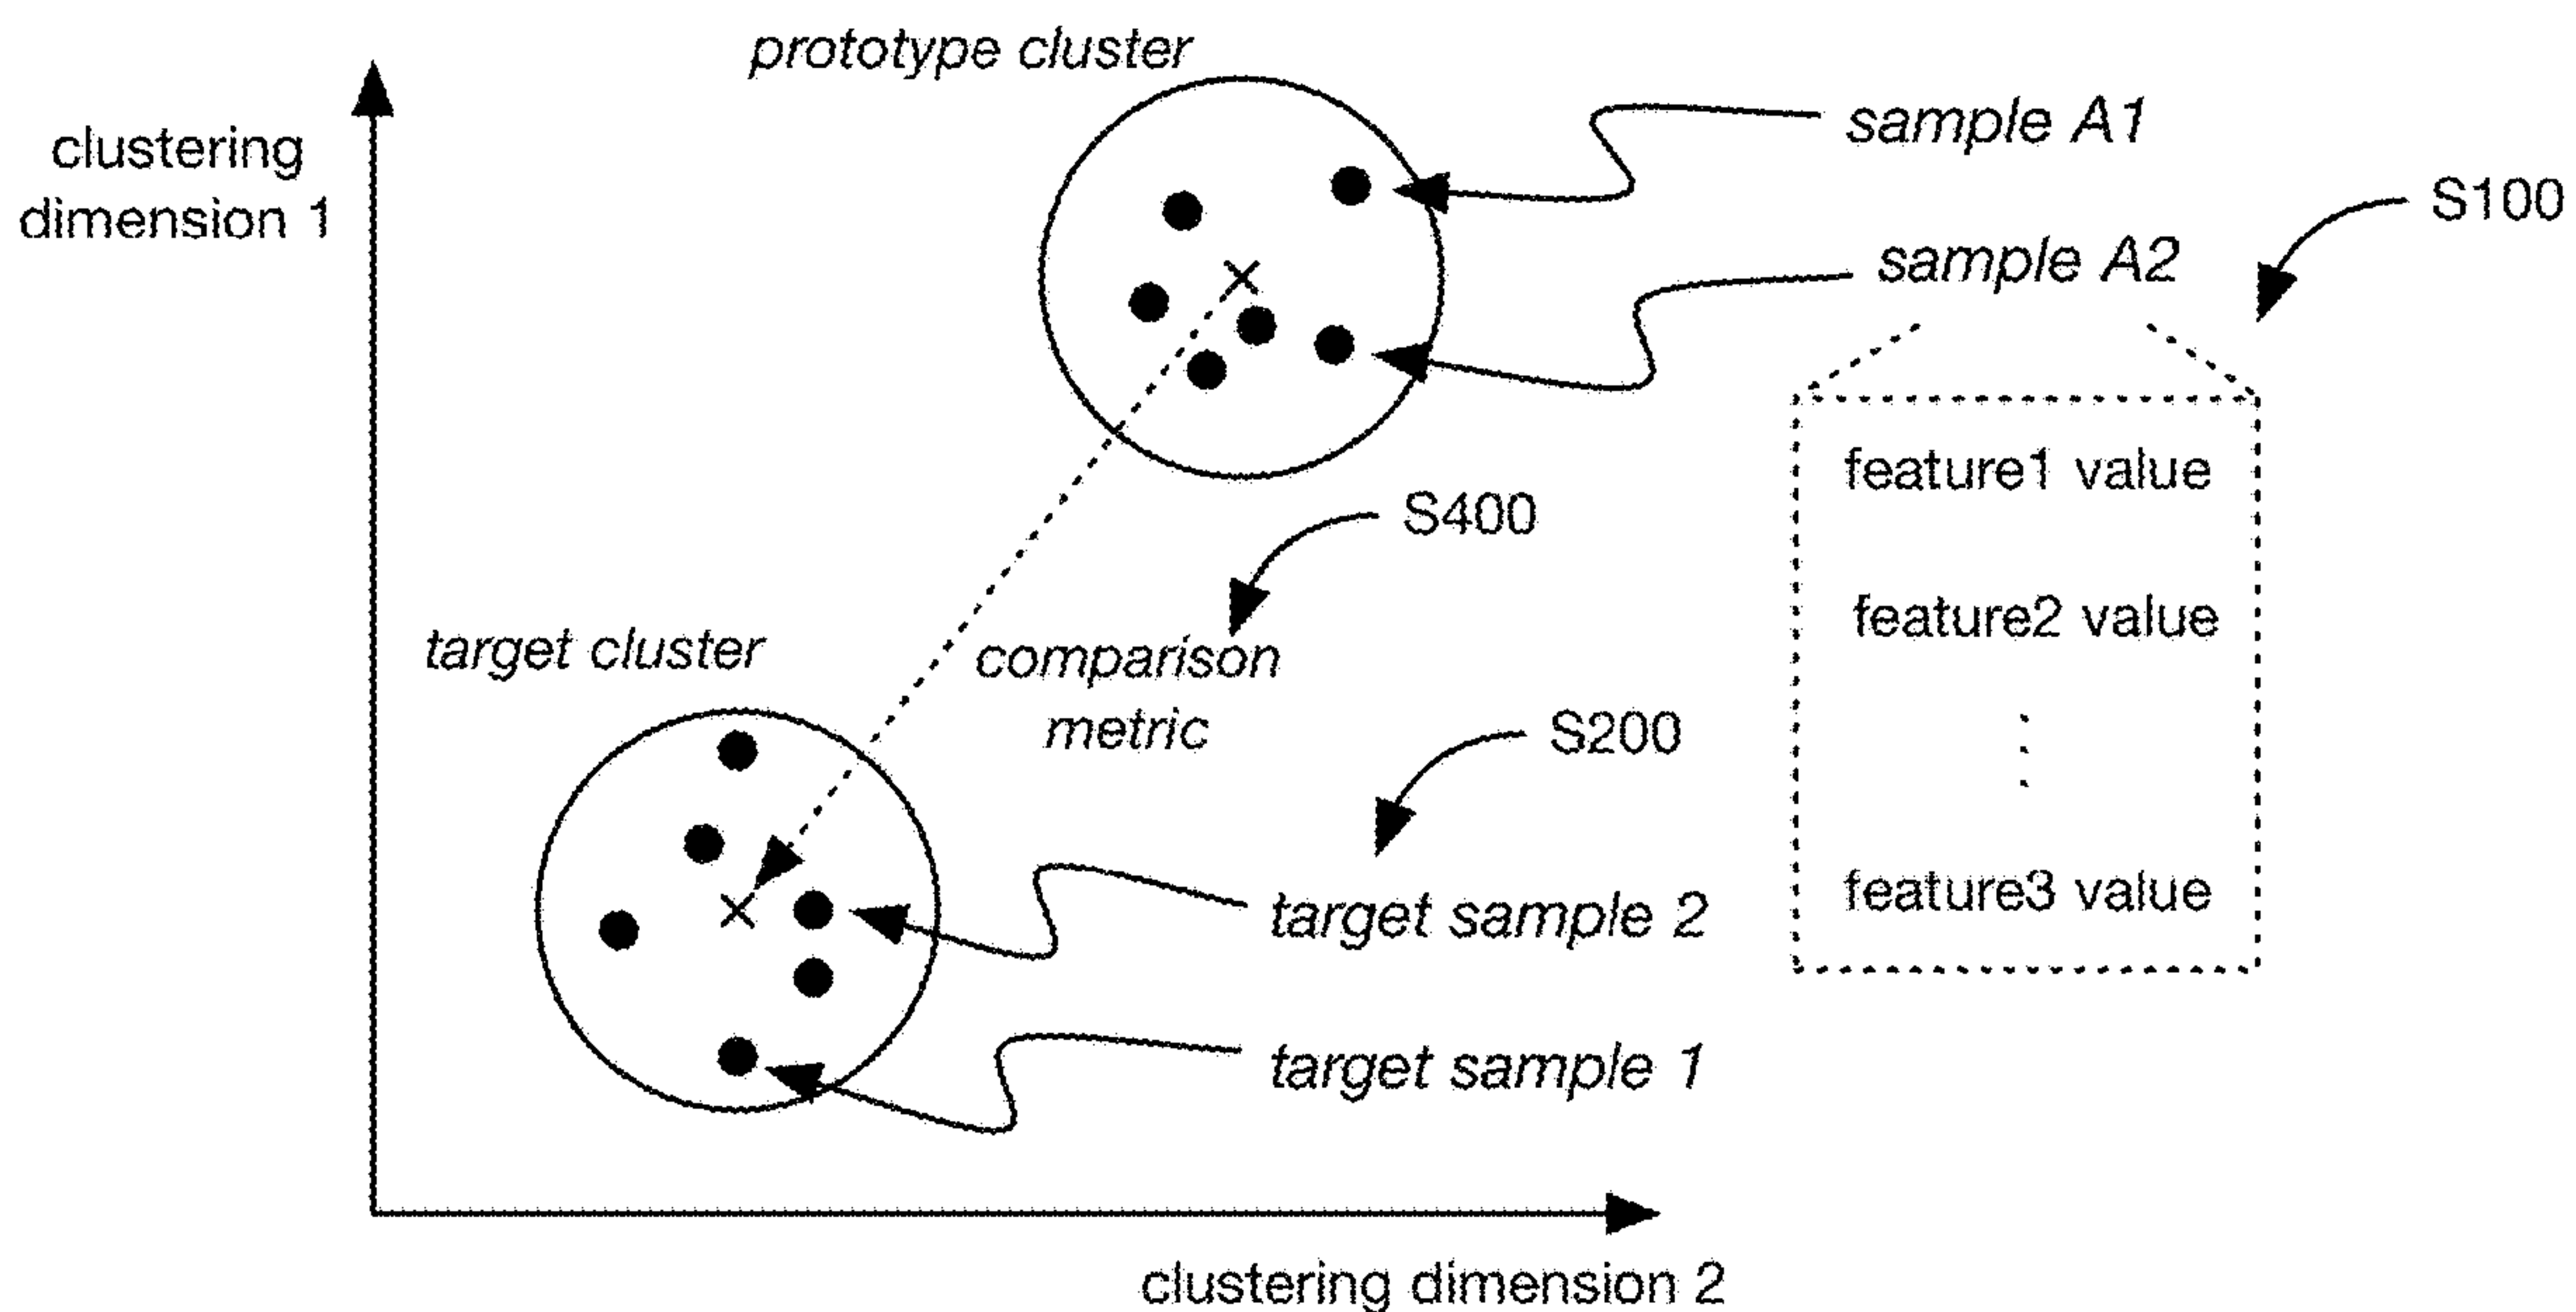 prototype cluster
clustering
dimension 1
sample A1
S100
sample A2
feature1 value
S400
feature2 value
target cluster
comparison
metric
S200
feature3 value
target sample 2
target sample 1
clustering dimension 2